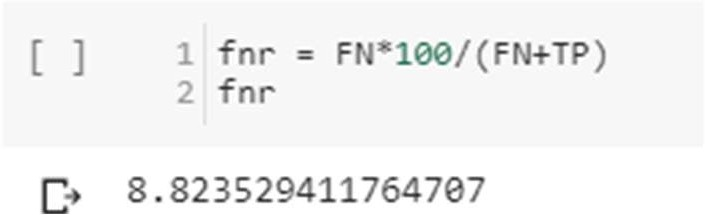 [ ] 1 fnr = FN*100/(FN+TP)
2 fnr
8.823529411764707